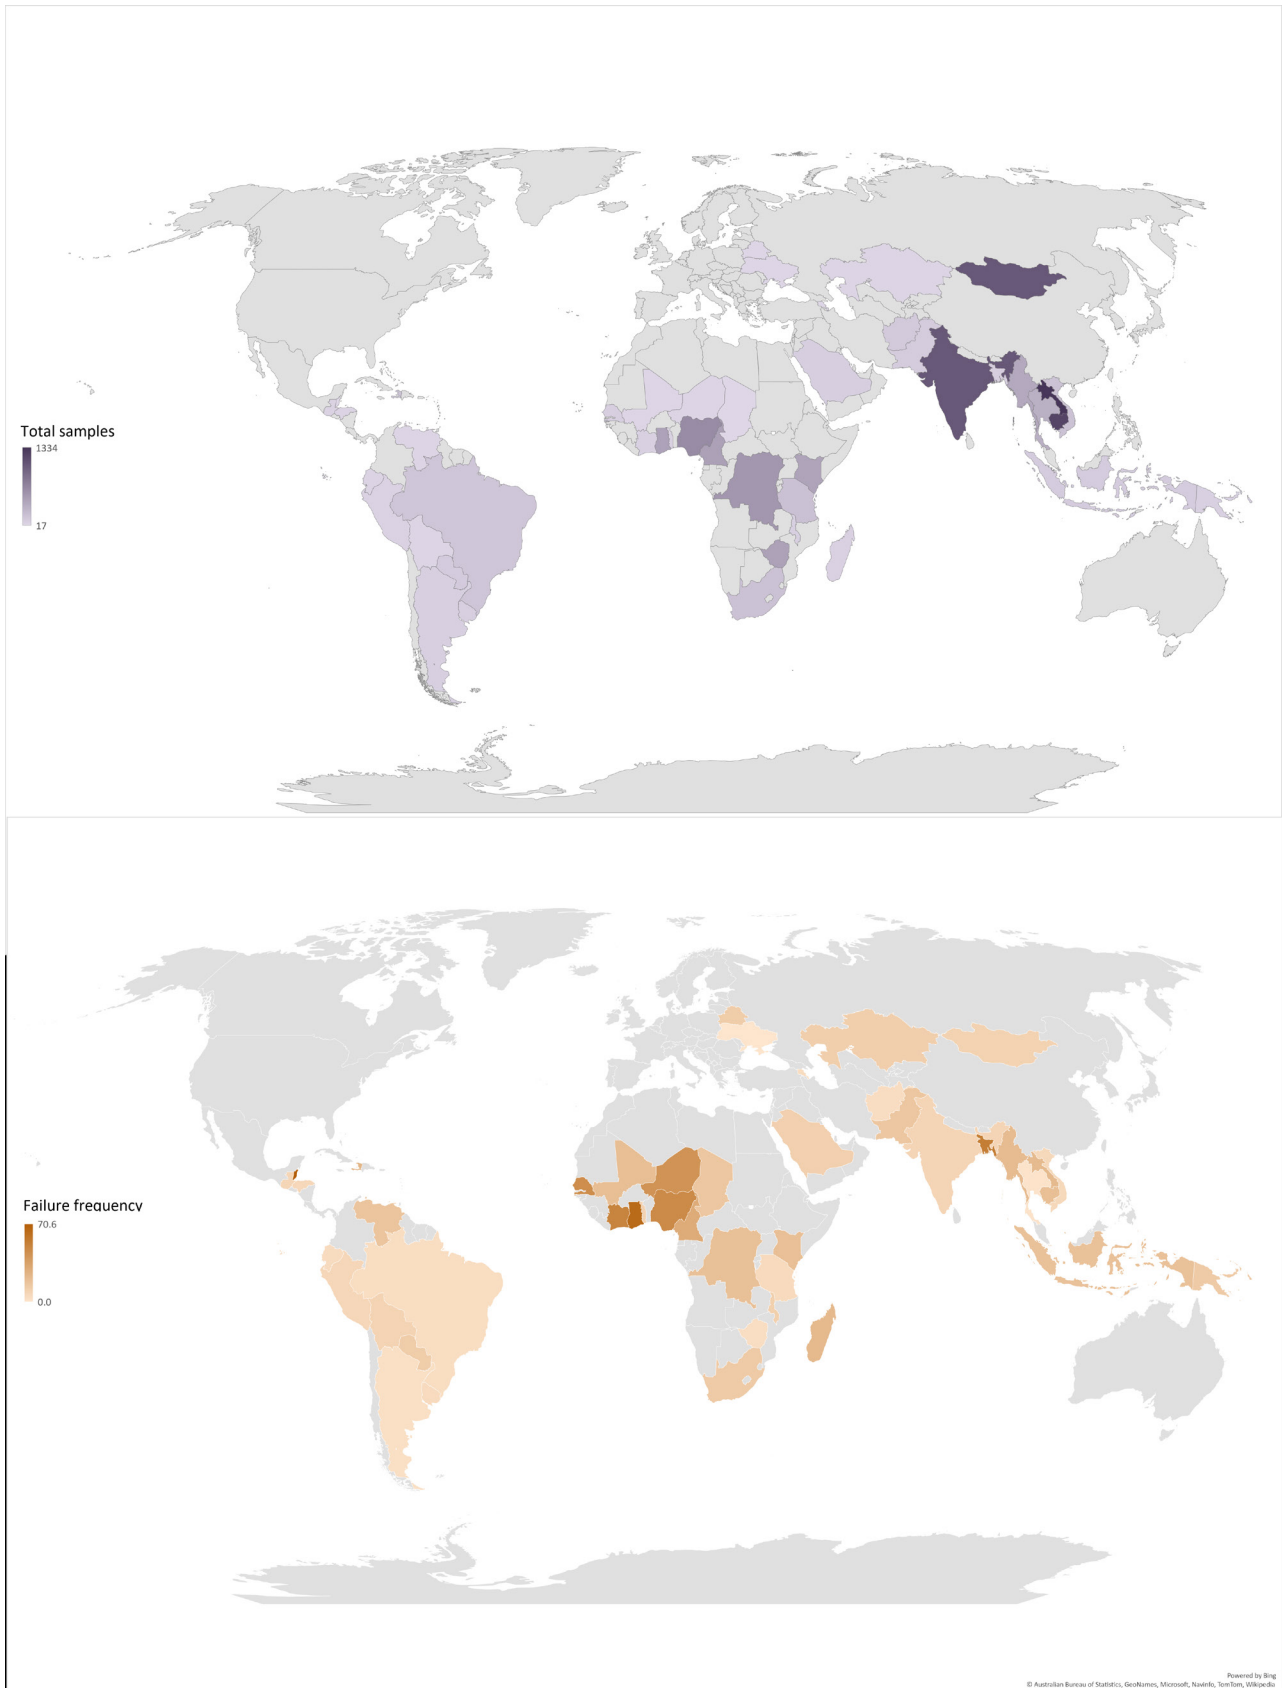 Total samples
1334
17
Failure frequency
70.6
0.0
Powered by Bing
© Australian Bureau of Statistics, GeoNames, Microsoft, Navinfo, TomTom, Wikipedia